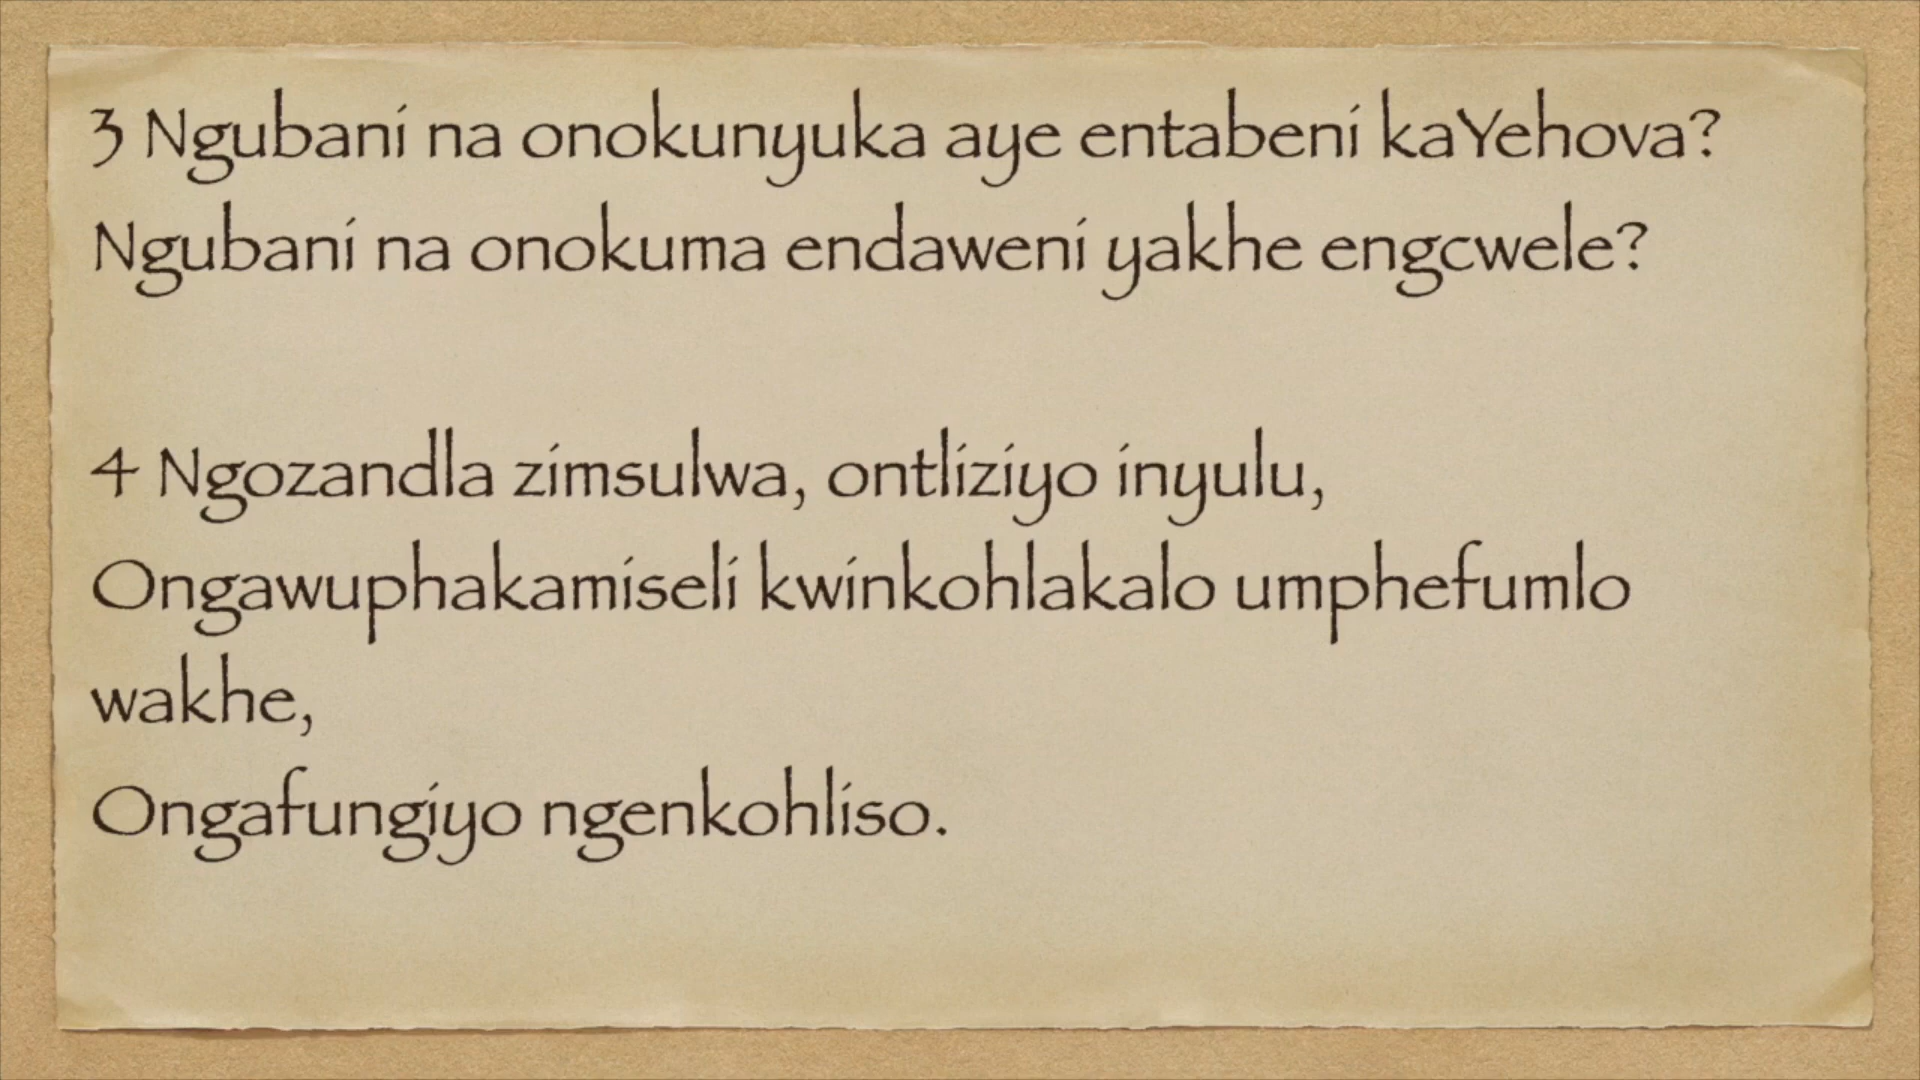 3 Ngubani na onokunyuka aye entabeni kaYehova?
Ngubani na onokuma endaweni yakhe engcwele?
4 Ngozandla zimsulwa, ontliziyo inyulu,
Ongawuphakamiseli kwinkohlakalo umphefumlo
wakhe,
Ongafungiyo ngenkohliso.